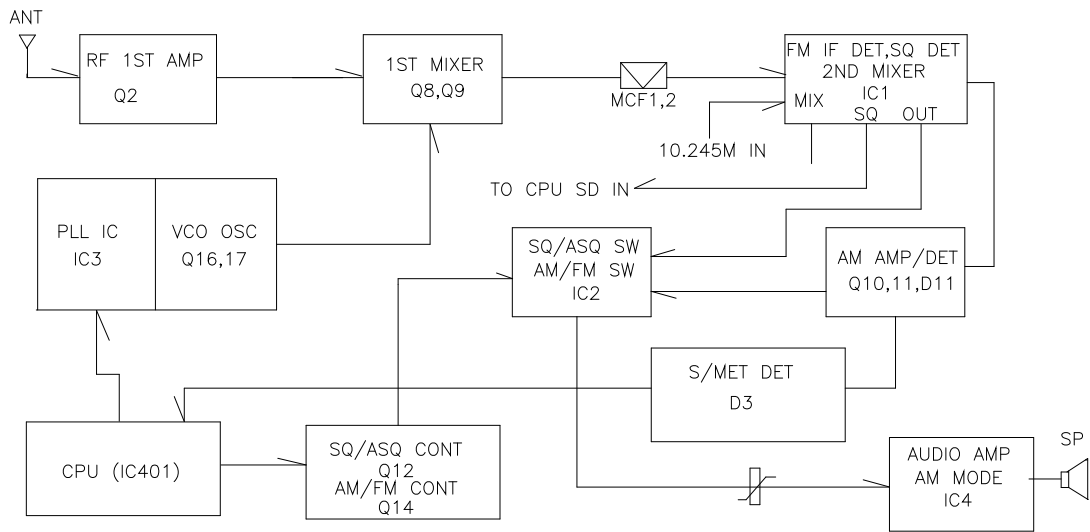 ANT
RF 1ST AMP
Q2
1ST MIXER
Q8,Q9
MCF1,2
FM IF DET,SQ DET
2ND MIXER
IC1
MIX
SQ OUT
10.245M IN
TO CPU SD IN
PLL IC
IC3
VCO OSC
Q16,17
SQ/ASQ SW
AM/FM SW
IC2
AM AMP/DET
Q10,11,D11
S/MET DET
D3
CPU (IC401)
SQ/ASQ CONT
Q12
AM/FM CONT
Q14
AUDIO AMP
AM MODE
IC4
SP